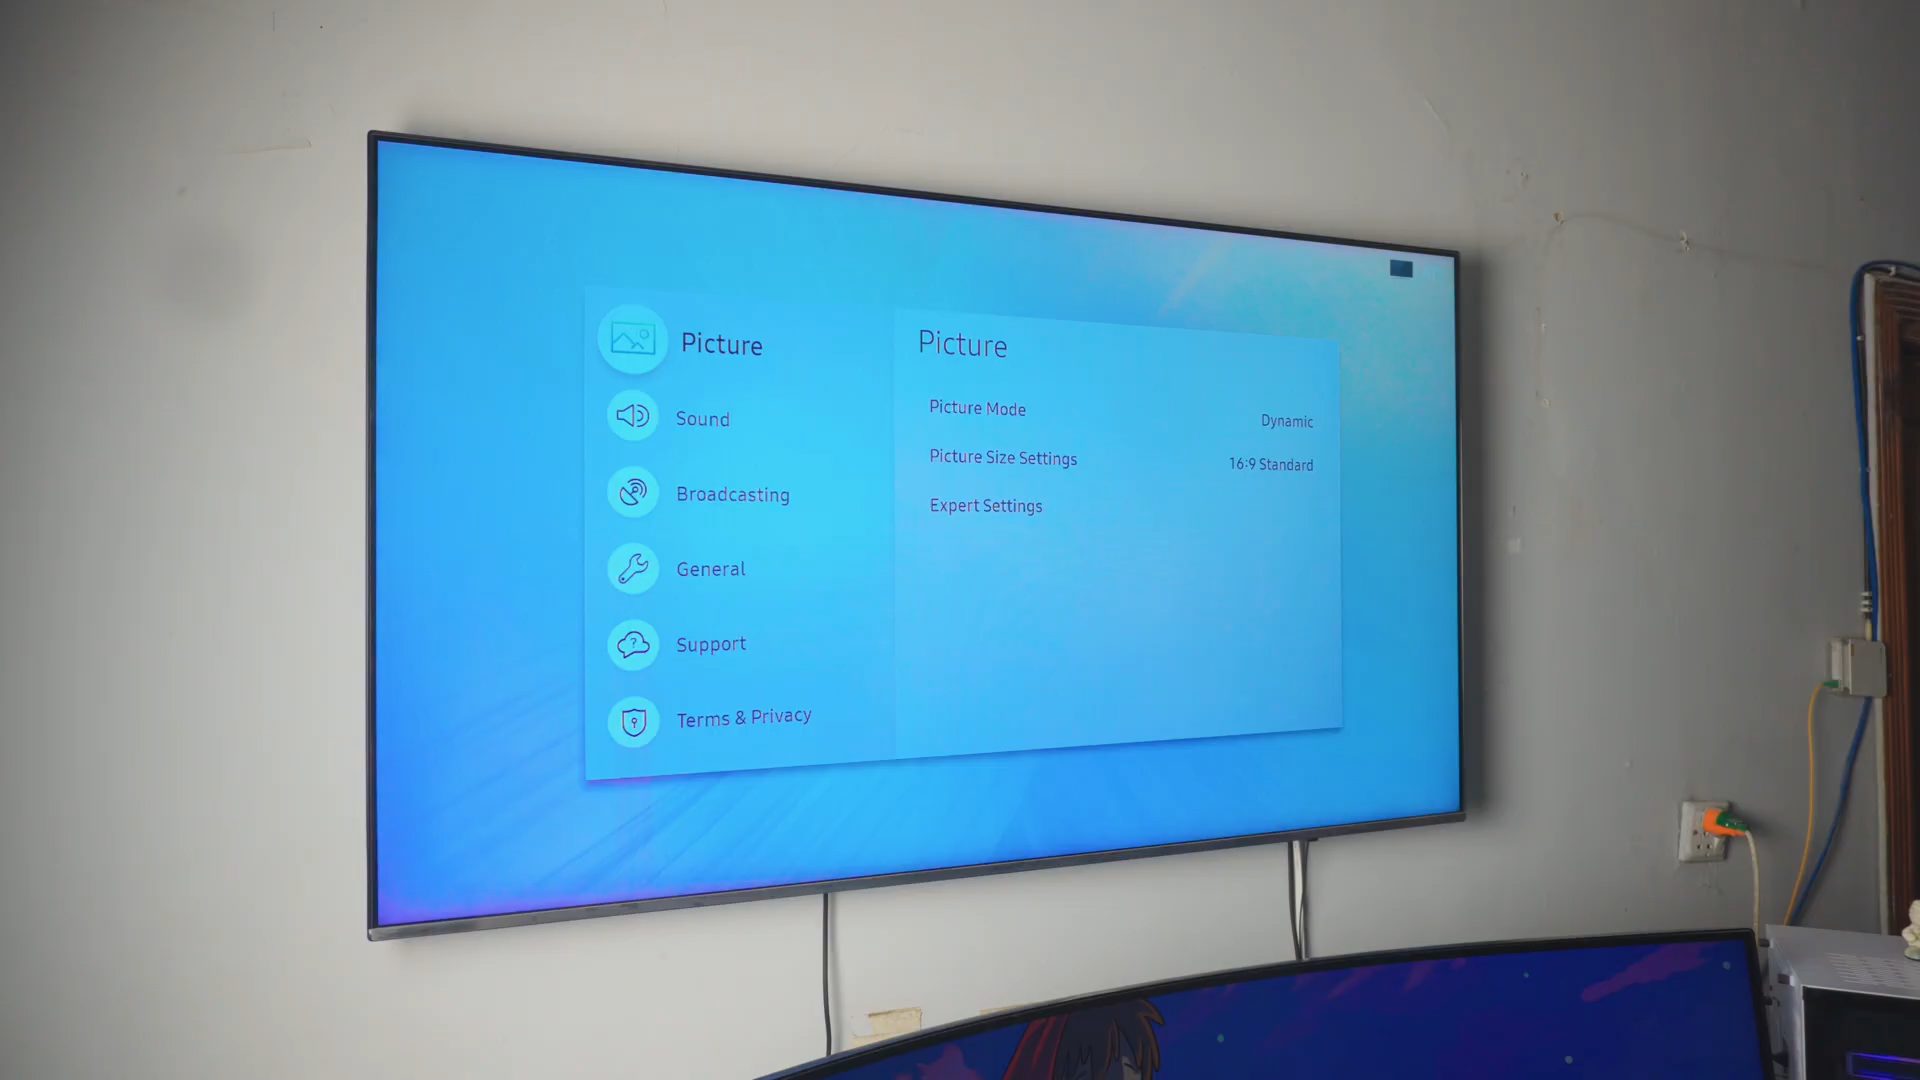 Picture
Sound
Broadcasting
General
Support
Terms & Privacy
Picture
Picture Mode Dynamic
Picture Size Settings 16:9 Standard
Expert Settings